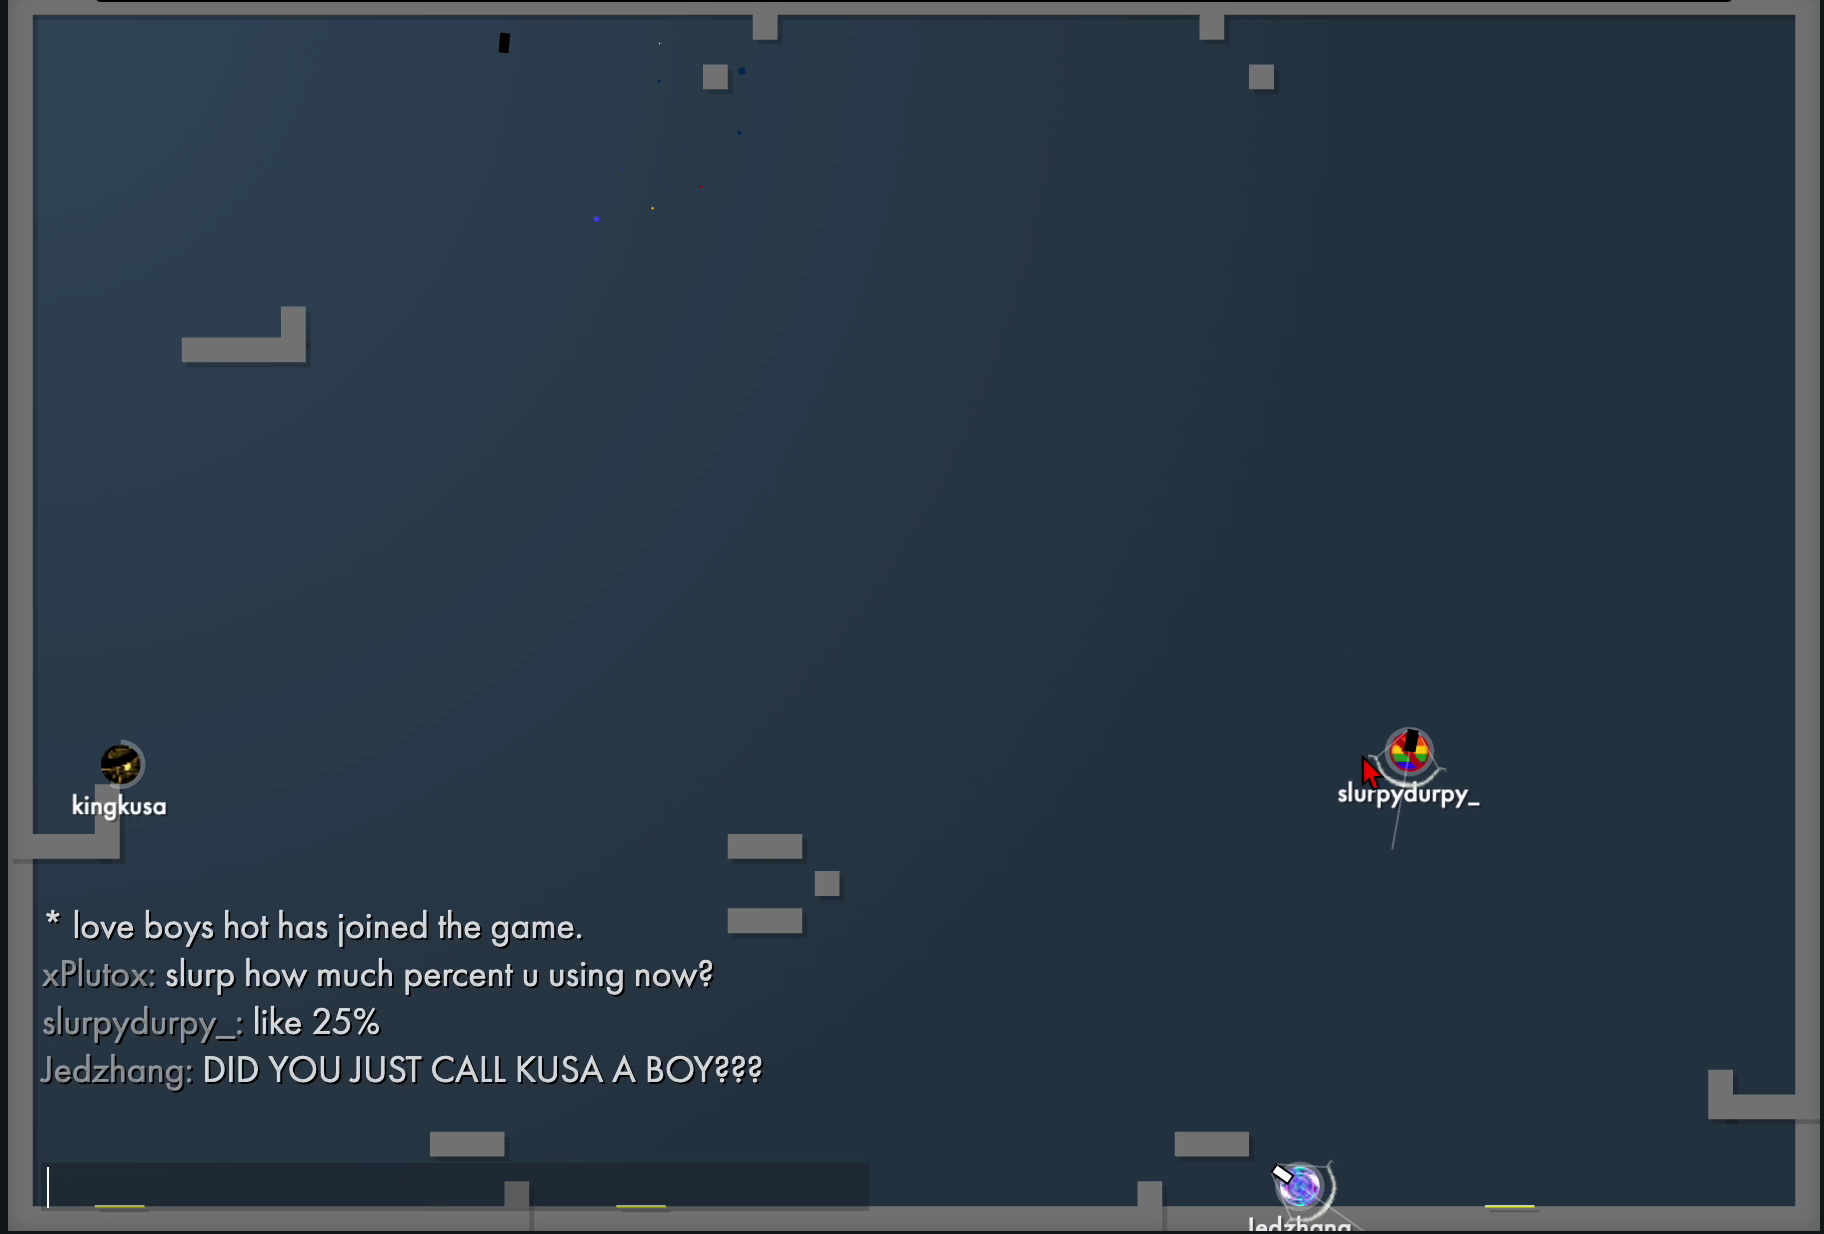 kingkusa
slurpydurpy_
* love boys hot has joined the game.
xPlutox: slurp how much percent u using now?
slurpydurpy_: like 25%
Jedzhang: DID YOU JUST CALL KUSA A BOY???
Jedzhang